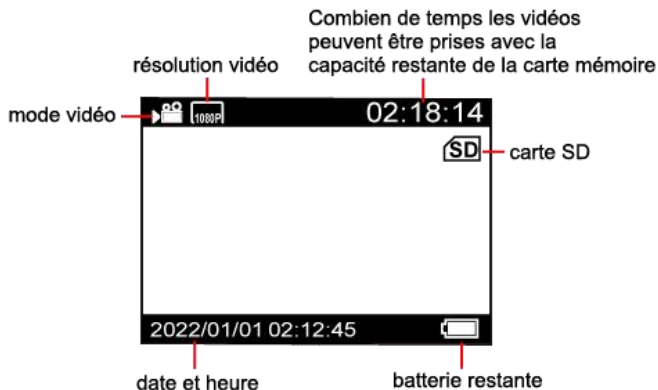 Combien de temps les vidéos
peuvent être prises avec la
capacité restante de la carte mémoire
résolution vidéo
mode vidéo
1080P
02:18:14
SD
carte SD
2022/01/01 02:12:45
date et heure
batterie restante